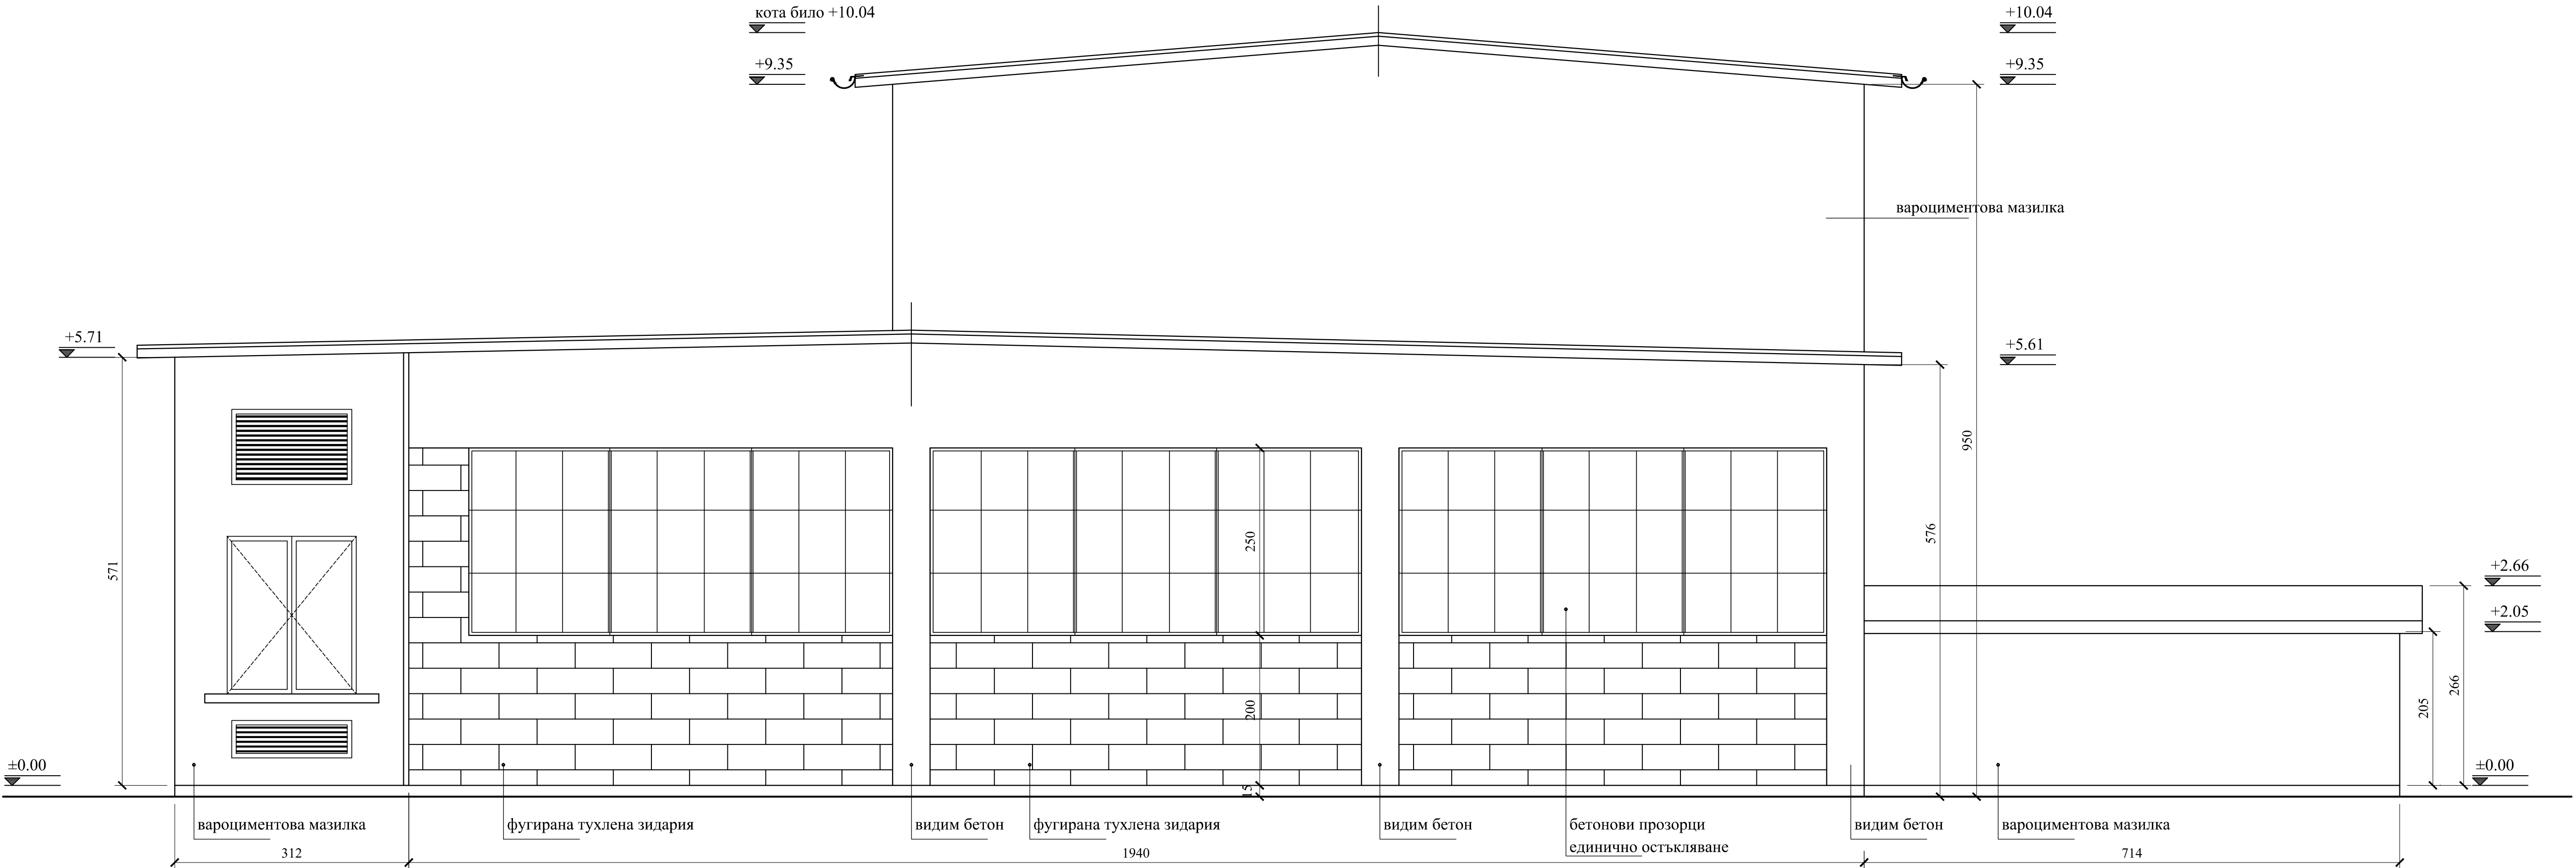 кота било +10.04
+10.04
+9.35
+9.35
вароциментова мазилка
+5.71
+5.61
950
576
571
250
+2.66
+2.05
266
205
200
±0.00
±0.00
15
вароциментова мазилка
фугирана тухлена зидария
видим бетон
фугирана тухлена зидария
видим бетон
бетонови прозорци
единично остъкляване
видим бетон
вароциментова мазилка
312
1940
714